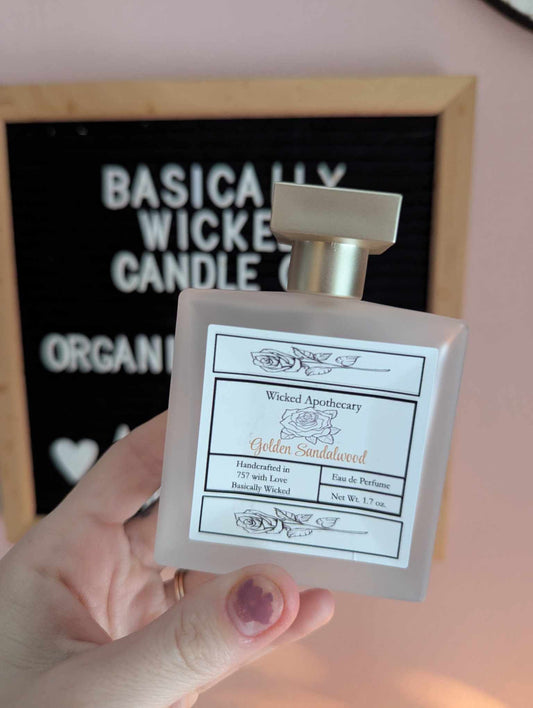 BASICALLY
WICKE
CANDLE
ORGANI
Wicked Apothecary
Golden Sandalwood
Handcrafted in
757 with Love
Basically Wicked
Eau de Perfume
Net Wt. 1.7 oz.